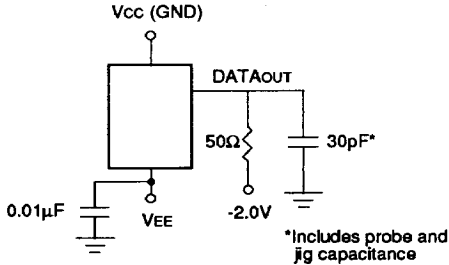 Vcc (GND)
DATAOUT
50Ω
30pF*
0.01µF
VEE
-2.0V
*Includes probe and
jig capacitance